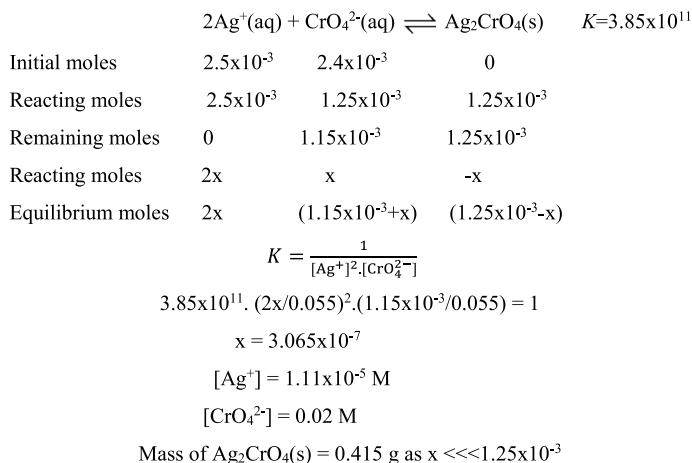 2Ag⁺(aq) + CrO₄²⁻(aq) ⇌ Ag₂CrO₄(s) K=3.85x10¹¹
Initial moles 2.5x10⁻³ 2.4x10⁻³ 0
Reacting moles 2.5x10⁻³ 1.25x10⁻³ 1.25x10⁻³
Remaining moles 0 1.15x10⁻³ 1.25x10⁻³
Reacting moles 2x x -x
Equilibrium moles 2x (1.15x10⁻³+x) (1.25x10⁻³-x)
K = 1/[Ag⁺]².[CrO₄²⁻]
3.85x10¹¹. (2x/0.055)².(1.15x10⁻³/0.055) = 1
x = 3.065x10⁻⁷
[Ag⁺] = 1.11x10⁻⁵ M
[CrO₄²⁻] = 0.02 M
Mass of Ag₂CrO₄(s) = 0.415 g as x <<<1.25x10⁻³